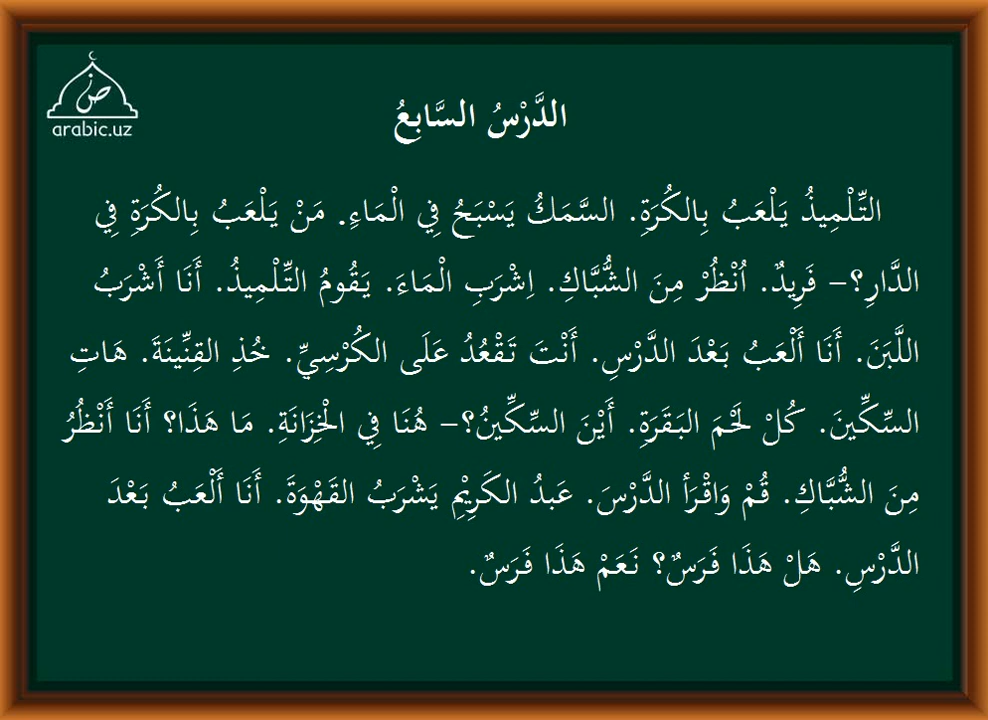 ض
arabic.uz
الدَّرْسُ السَّابِعُ
التِّلْمِيذُ يَلْعَبُ بِالكُرَةِ. السَّمَكُ يَسْبَحُ فِي الْمَاءِ. مَنْ يَلْعَبُ بِالكُرَةِ فِي
الدَّارِ؟– فَرِيدٌ. اُنْظُرْ مِنَ الشُّبَّاكِ. اِشْرَبِ الْمَاءَ. يَقُومُ التِّلْمِيذُ. أَنَا أَشْرَبُ
اللَّبَنَ. أَنَا أَلْعَبُ بَعْدَ الدَّرْسِ. أَنْتَ تَقْعُدُ عَلَى الكُرْسِيِّ. خُذِ القِنِّينَةَ. هَاتِ
السِّكِّينَ. كُلْ لَحْمَ البَقَرَةِ. أَيْنَ السِّكِّينُ؟– هُنَا فِي الْخِزَانَةِ. مَا هَذَا؟ أَنَا أَنْظُرُ
مِنَ الشُّبَّاكِ. قُمْ وَاقْرَأ الدَّرْسَ. عَبدُ الكَرِيْمِ يَشْرَبُ القَهْوَةَ. أَنَا أَلْعَبُ بَعْدَ
الدَّرْسِ. هَلْ هَذَا فَرَسٌ؟ نَعَمْ هَذَا فَرَسٌ.